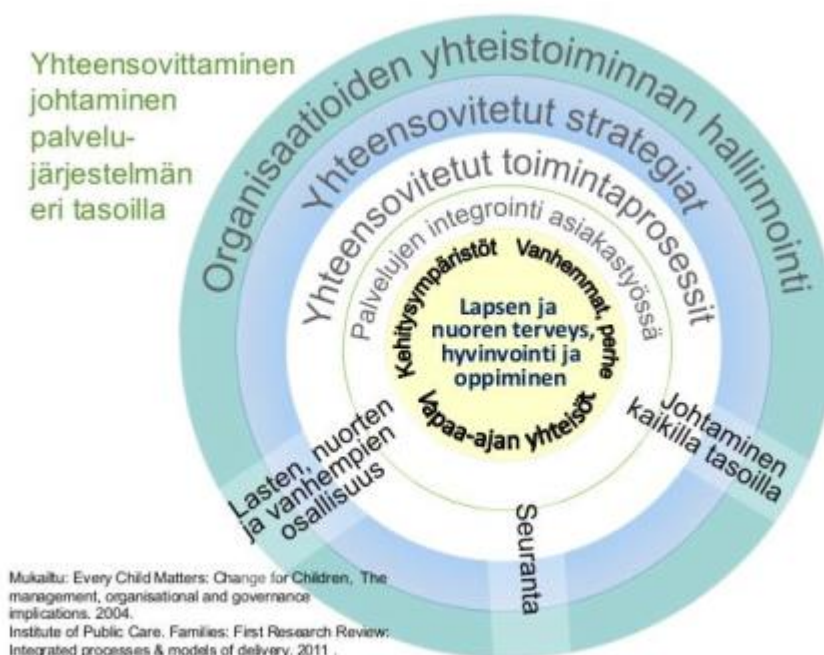 Yhteensovittaminen
johtaminen
palvelu-
järjestelmän
eri tasoilla
Organisaatioiden yhteistoiminnan hallinnointi
Yhteensovitetut strategiat
Yhteensovitetut toimintaprosessit
Palvelujen integrointi asiakastyössä
Kehitysympäristöt
Vanhemmat, perhe
Vapaa-ajan yhteisöt
Lapsen ja
nuoren terveys,
hyvinvointi ja
oppiminen
Lasten, nuorten
ja vanhempien
osallisuus
Seuranta
Johtaminen
kaikilla tasoilla
Mukailtu: Every Child Matters: Change for Children, The
management, organisational and governance
implications. 2004.
Institute of Public Care. Families: First Research Review:
Integrated processes & models of delivery. 2011 .